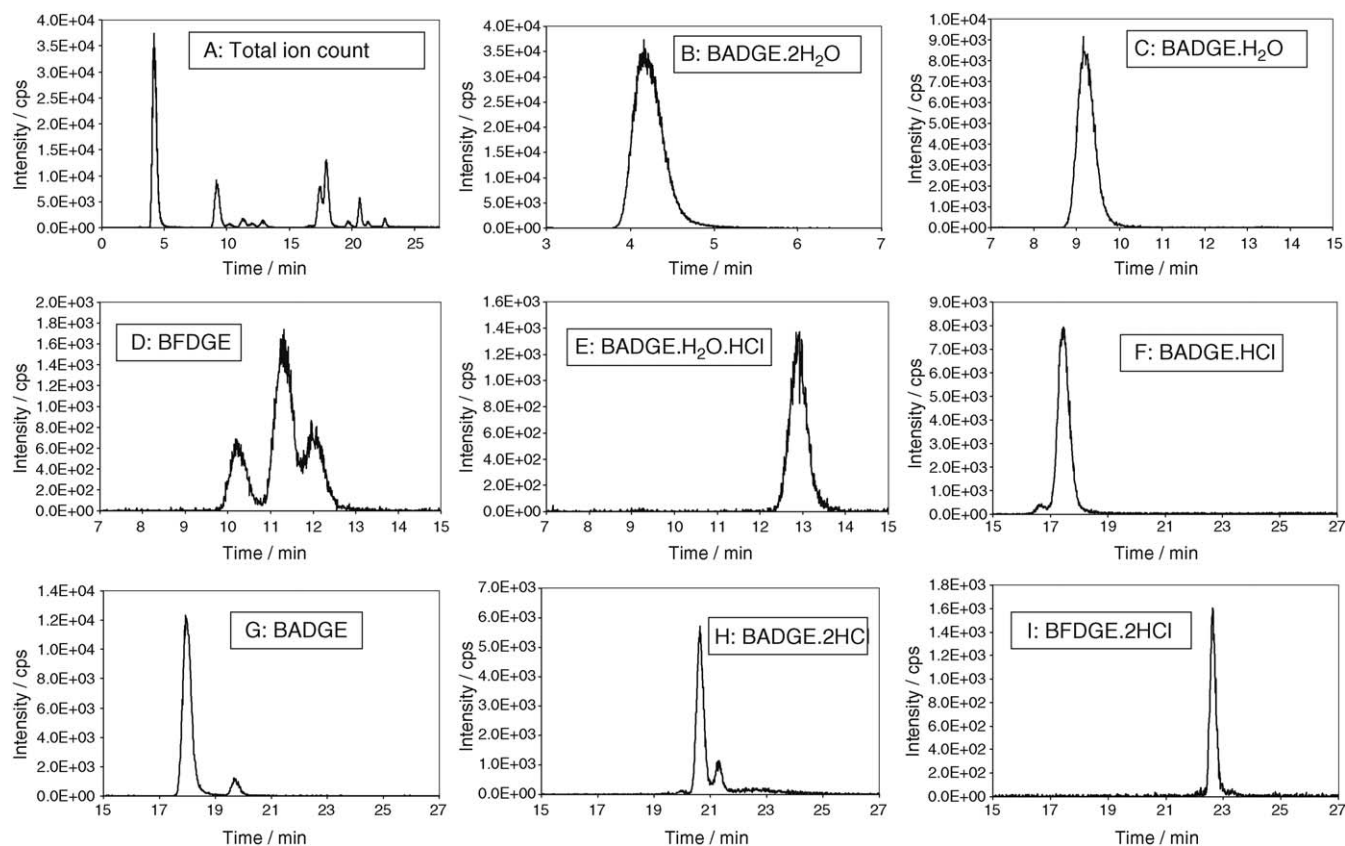 4.0E+04
3.5E+04
3.0E+04
2.5E+04
2.0E+04
1.5E+04
1.0E+04
5.0E+03
0.0E+00
Intensity / cps
A: Total ion count
0 5 10 15 20 25
Time / min
4.0E+04
3.5E+04
3.0E+04
2.5E+04
2.0E+04
1.5E+04
1.0E+04
5.0E+03
0.0E+00
Intensity / cps
B: BADGE.2H₂O
3 4 5 6 7
Time / min
1.0E+04
9.0E+03
8.0E+03
7.0E+03
6.0E+03
5.0E+03
4.0E+03
3.0E+03
2.0E+03
1.0E+03
0.0E+00
Intensity / cps
C: BADGE.H₂O
7 8 9 10 11 12 13 14 15
Time / min
2.0E+03
1.8E+03
1.6E+03
1.4E+03
1.2E+03
1.0E+03
8.0E+02
6.0E+02
4.0E+02
2.0E+02
0.0E+00
Intensity / cps
D: BFDGE
7 8 9 10 11 12 13 14 15
Time / min
1.6E+03
1.4E+03
1.2E+03
1.0E+03
8.0E+02
6.0E+02
4.0E+02
2.0E+02
0.0E+00
Intensity / cps
E: BADGE.H₂O.HCl
7 8 9 10 11 12 13 14 15
Time / min
9.0E+03
8.0E+03
7.0E+03
6.0E+03
5.0E+03
4.0E+03
3.0E+03
2.0E+03
1.0E+03
0.0E+00
Intensity / cps
F: BADGE.HCl
15 17 19 21 23 25 27
Time / min
1.4E+04
1.2E+04
1.0E+04
8.0E+03
6.0E+03
4.0E+03
2.0E+03
0.0E+00
Intensity / cps
G: BADGE
15 17 19 21 23 25 27
Time / min
7.0E+03
6.0E+03
5.0E+03
4.0E+03
3.0E+03
2.0E+03
1.0E+03
0.0E+00
Intensity / cps
H: BADGE.2HCl
15 17 19 21 23 25 27
Time / min
1.8E+03
1.6E+03
1.4E+03
1.2E+03
1.0E+03
8.0E+02
6.0E+02
4.0E+02
2.0E+02
0.0E+00
Intensity / cps
I: BFDGE.2HCl
15 17 19 21 23 25 27
Time / min